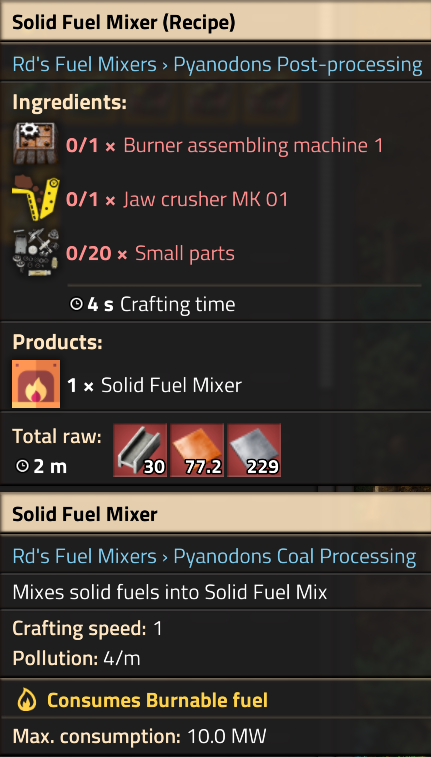 Solid Fuel Mixer (Recipe)
Rd's Fuel Mixers › Pyanodons Post-processing
Ingredients:
0/1 × Burner assembling machine 1
0/1 × Jaw crusher MK 01
0/20 × Small parts
4 s Crafting time
Products:
1 × Solid Fuel Mixer
Total raw:
2 m 30 77.2 229
Solid Fuel Mixer
Rd's Fuel Mixers › Pyanodons Coal Processing
Mixes solid fuels into Solid Fuel Mix
Crafting speed: 1
Pollution: 4/m
Consumes Burnable fuel
Max. consumption: 10.0 MW